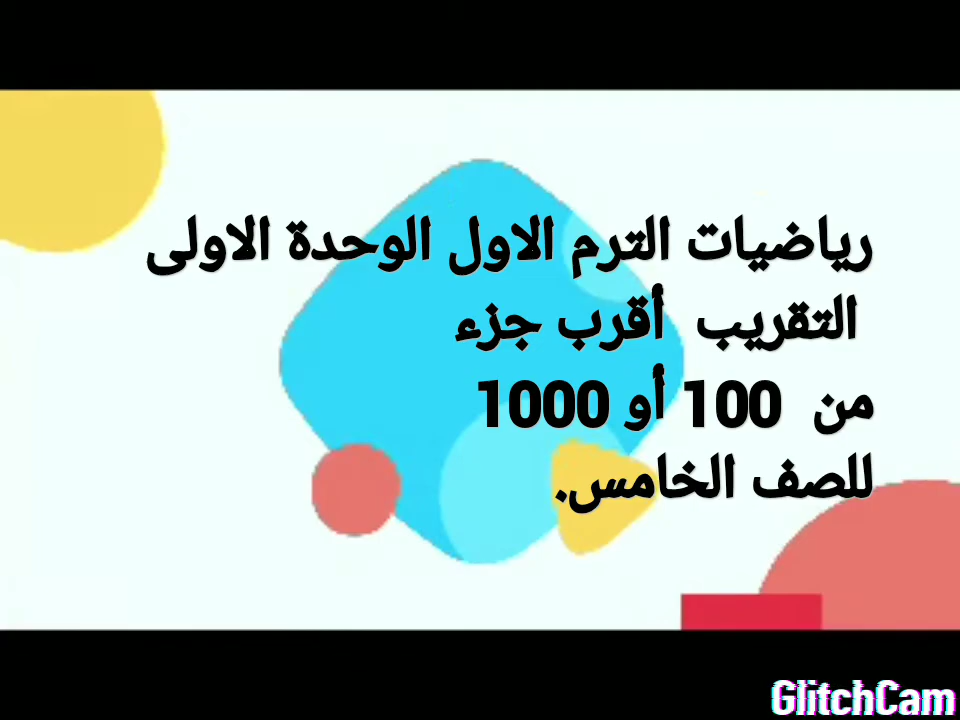 رياضيات الترم الاول الوحدة الاولى
التقريب أقرب جزء
من 100 أو 1000
للصف الخامس.
GlitchCam